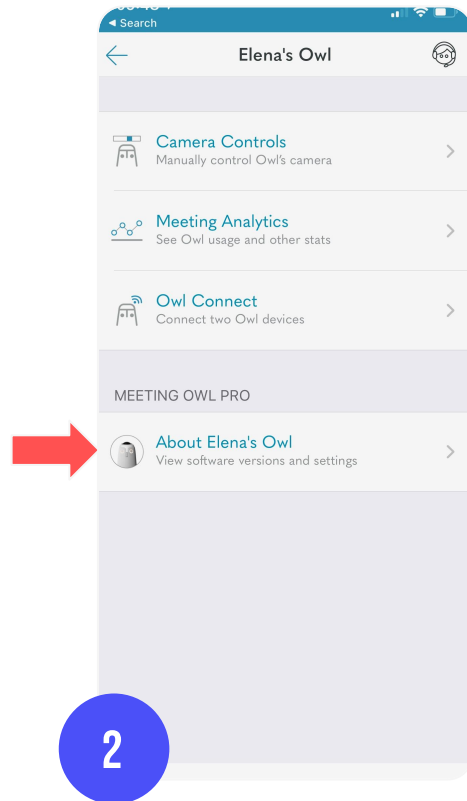 ◄ Search
Elena's Owl
Camera Controls
Manually control Owl's camera
Meeting Analytics
See Owl usage and other stats
Owl Connect
Connect two Owl devices
MEETING OWL PRO
About Elena's Owl
View software versions and settings
2